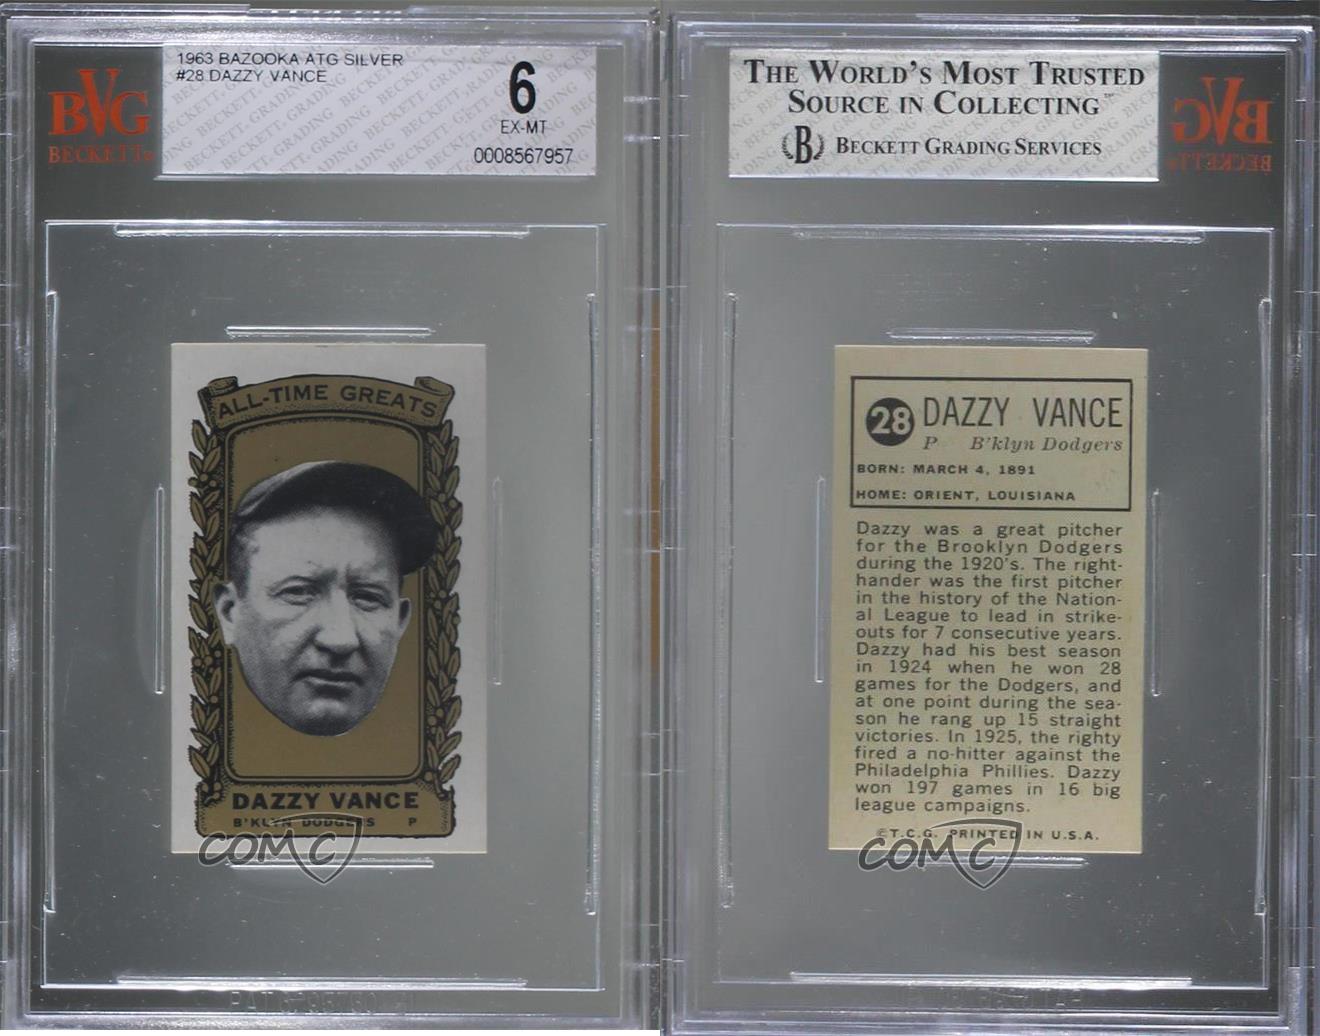 1963 BAZOOKA ATG SILVER
#28 DAZZY VANCE
6
EX-MT
0008567957
BVG
BECKETT
ALL-TIME GREATS
DAZZY VANCE
B'KLYN DODGERS P
COMC
THE WORLD'S MOST TRUSTED
SOURCE IN COLLECTING™
B BECKETT GRADING SERVICES
BVG
BECKETT
28 DAZZY VANCE
P B'klyn Dodgers
BORN: MARCH 4, 1891
HOME: ORIENT, LOUISIANA
Dazzy was a great pitcher
for the Brooklyn Dodgers
during the 1920's. The right-
hander was the first pitcher
in the history of the Nation-
al League to lead in strike-
outs for 7 consecutive years.
Dazzy had his best season
in 1924 when he won 28
games for the Dodgers, and
at one point during the sea-
son he rang up 15 straight
victories. In 1925, the righty
fired a no-hitter against the
Philadelphia Phillies. Dazzy
won 197 games in 16 big
league campaigns.
©T.C.G. PRINTED IN U.S.A.
COMC